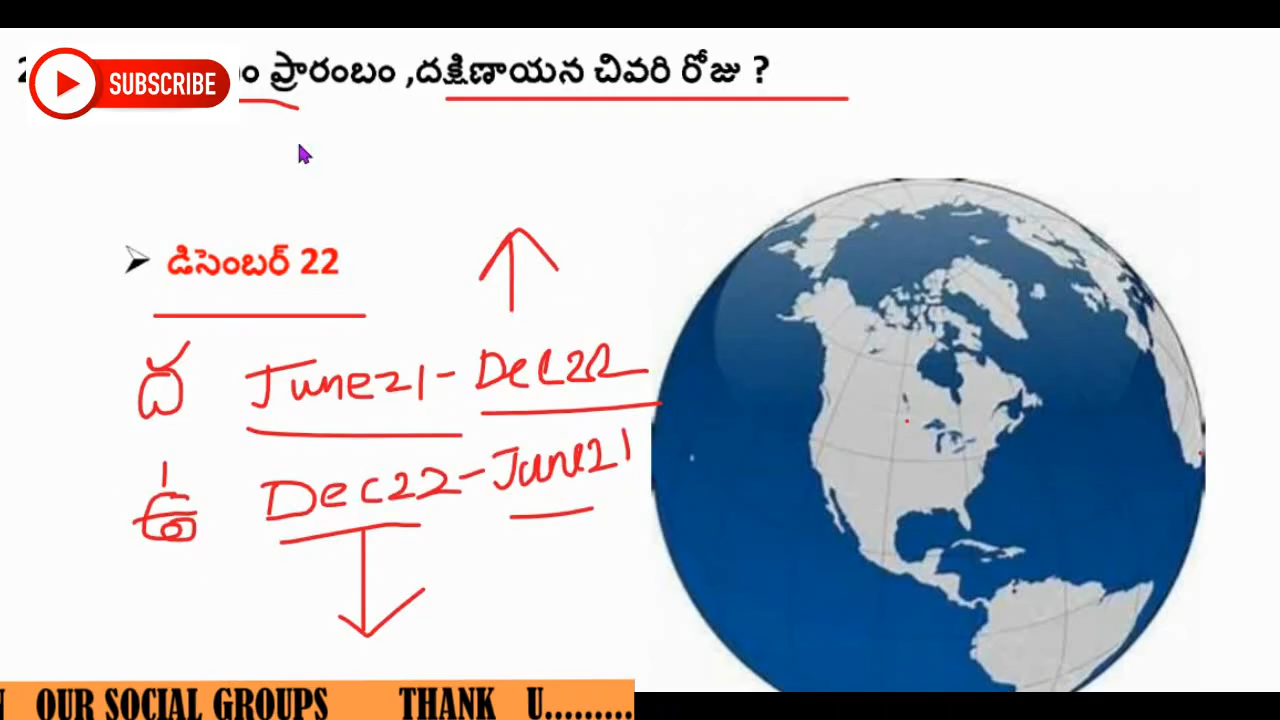 SUBSCRIBE
ప్రారంబం ,దక్షిణాయన చివరి రోజు ?
డిసెంబర్ 22
ద June21- Dec22
ఉ Dec22-June21
OUR SOCIAL GROUPS THANK U.........